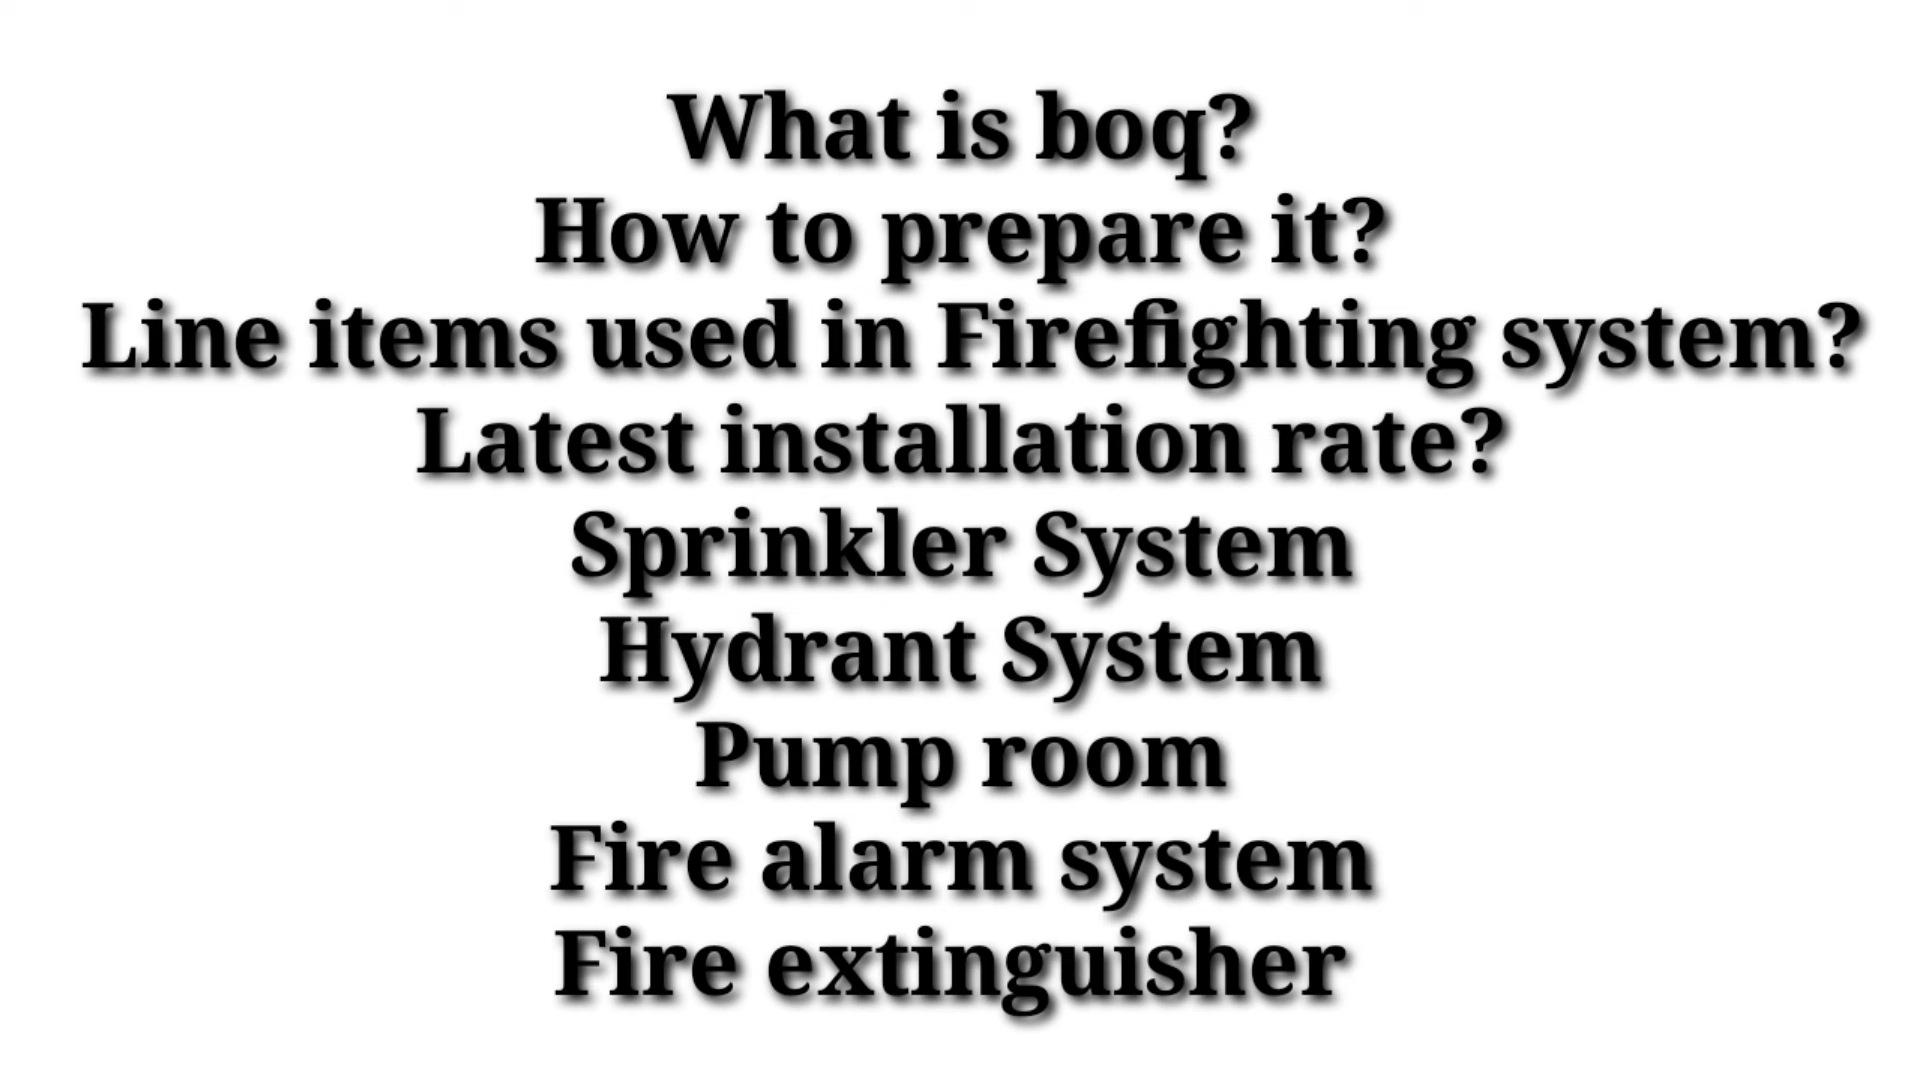 What is boq?
How to prepare it?
Line items used in Firefighting system?
Latest installation rate?
Sprinkler System
Hydrant System
Pump room
Fire alarm system
Fire extinguisher